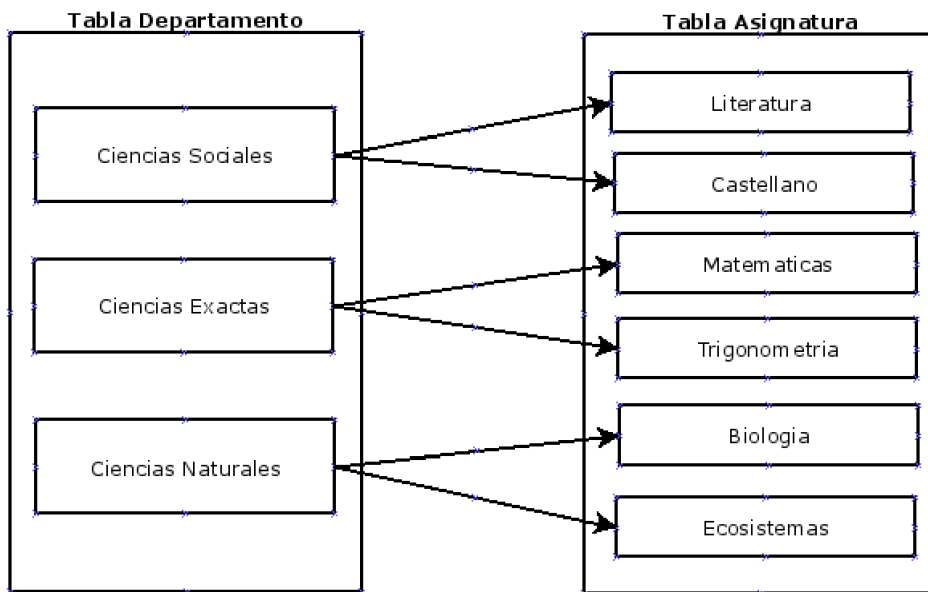 Tabla Departamento
Ciencias Sociales
Ciencias Exactas
Ciencias Naturales
Tabla Asignatura
Literatura
Castellano
Matematicas
Trigonometria
Biologia
Ecosistemas